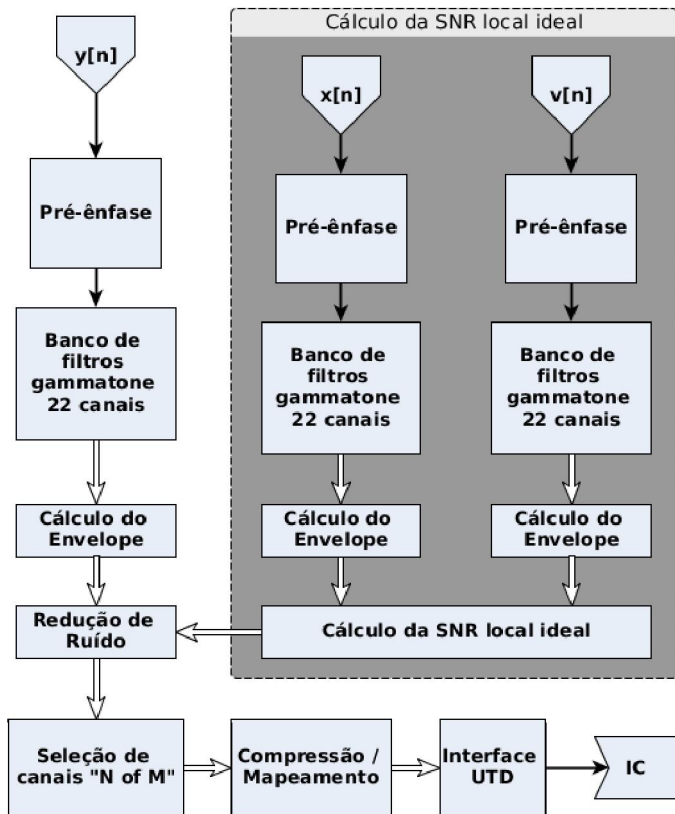 Cálculo da SNR local ideal
y[n]
x[n]
v[n]
Pré-ênfase
Pré-ênfase
Pré-ênfase
Banco de
filtros
gammatone
22 canais
Banco de
filtros
gammatone
22 canais
Banco de
filtros
gammatone
22 canais
Cálculo do
Envelope
Cálculo do
Envelope
Cálculo do
Envelope
Redução de
Ruído
Cálculo da SNR local ideal
Seleção de
canais "N of M"
Compressão /
Mapeamento
Interface
UTD
IC